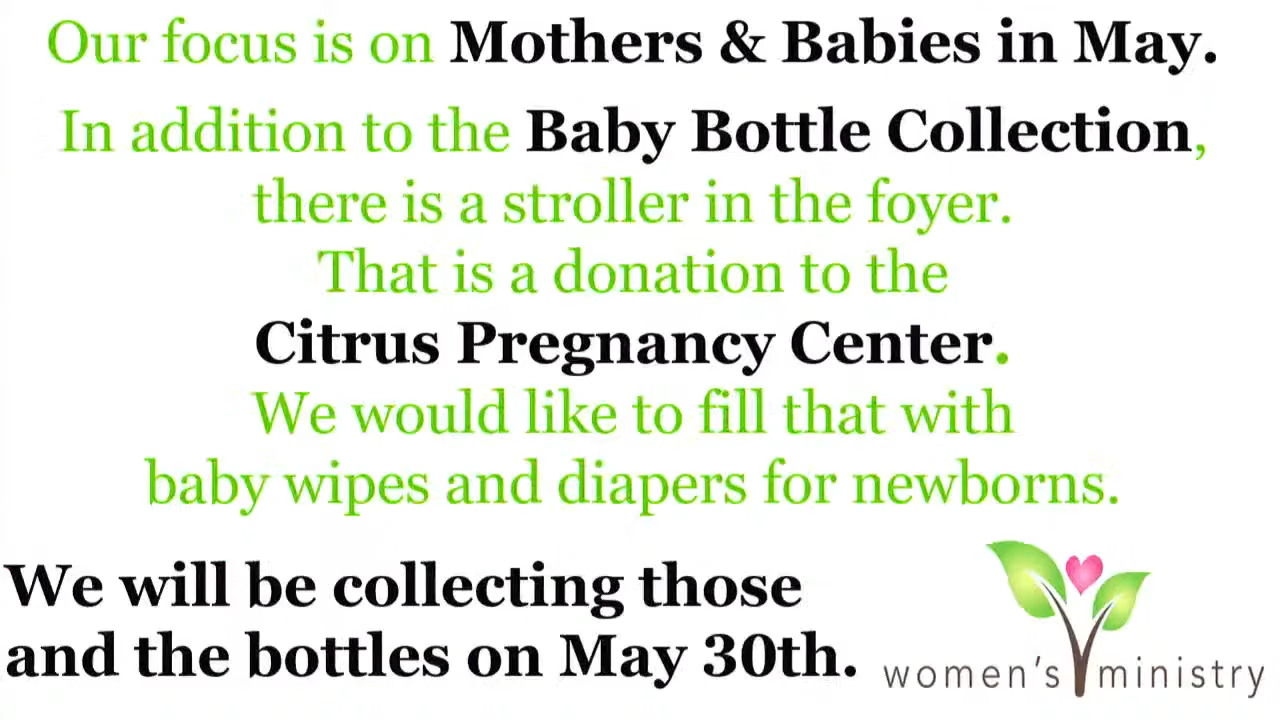 Our focus is on Mothers & Babies in May.
In addition to the Baby Bottle Collection,
there is a stroller in the foyer.
That is a donation to the
Citrus Pregnancy Center.
We would like to fill that with
baby wipes and diapers for newborns.
We will be collecting those
and the bottles on May 30th.
women's ministry